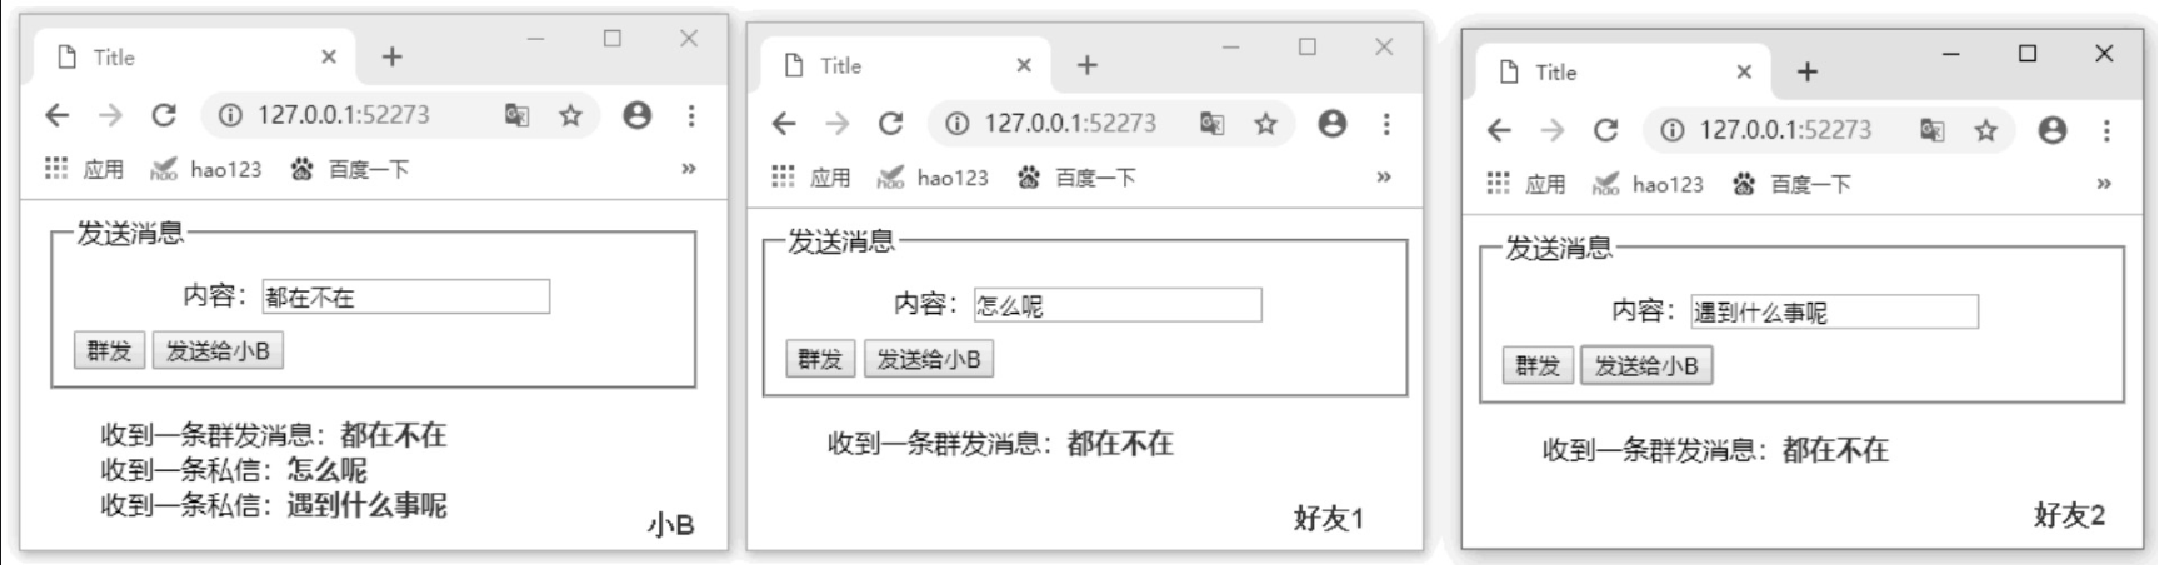 Title
127.0.0.1:52273
应用 hao123 百度一下 »
发送消息
内容：都在不在
群发 发送给小B
收到一条群发消息：都在不在
收到一条私信：怎么呢
收到一条私信：遇到什么事呢
小B
Title
127.0.0.1:52273
应用 hao123 百度一下 »
发送消息
内容：怎么呢
群发 发送给小B
收到一条群发消息：都在不在
好友1
Title
127.0.0.1:52273
应用 hao123 百度一下 »
发送消息
内容：遇到什么事呢
群发 发送给小B
收到一条群发消息：都在不在
好友2